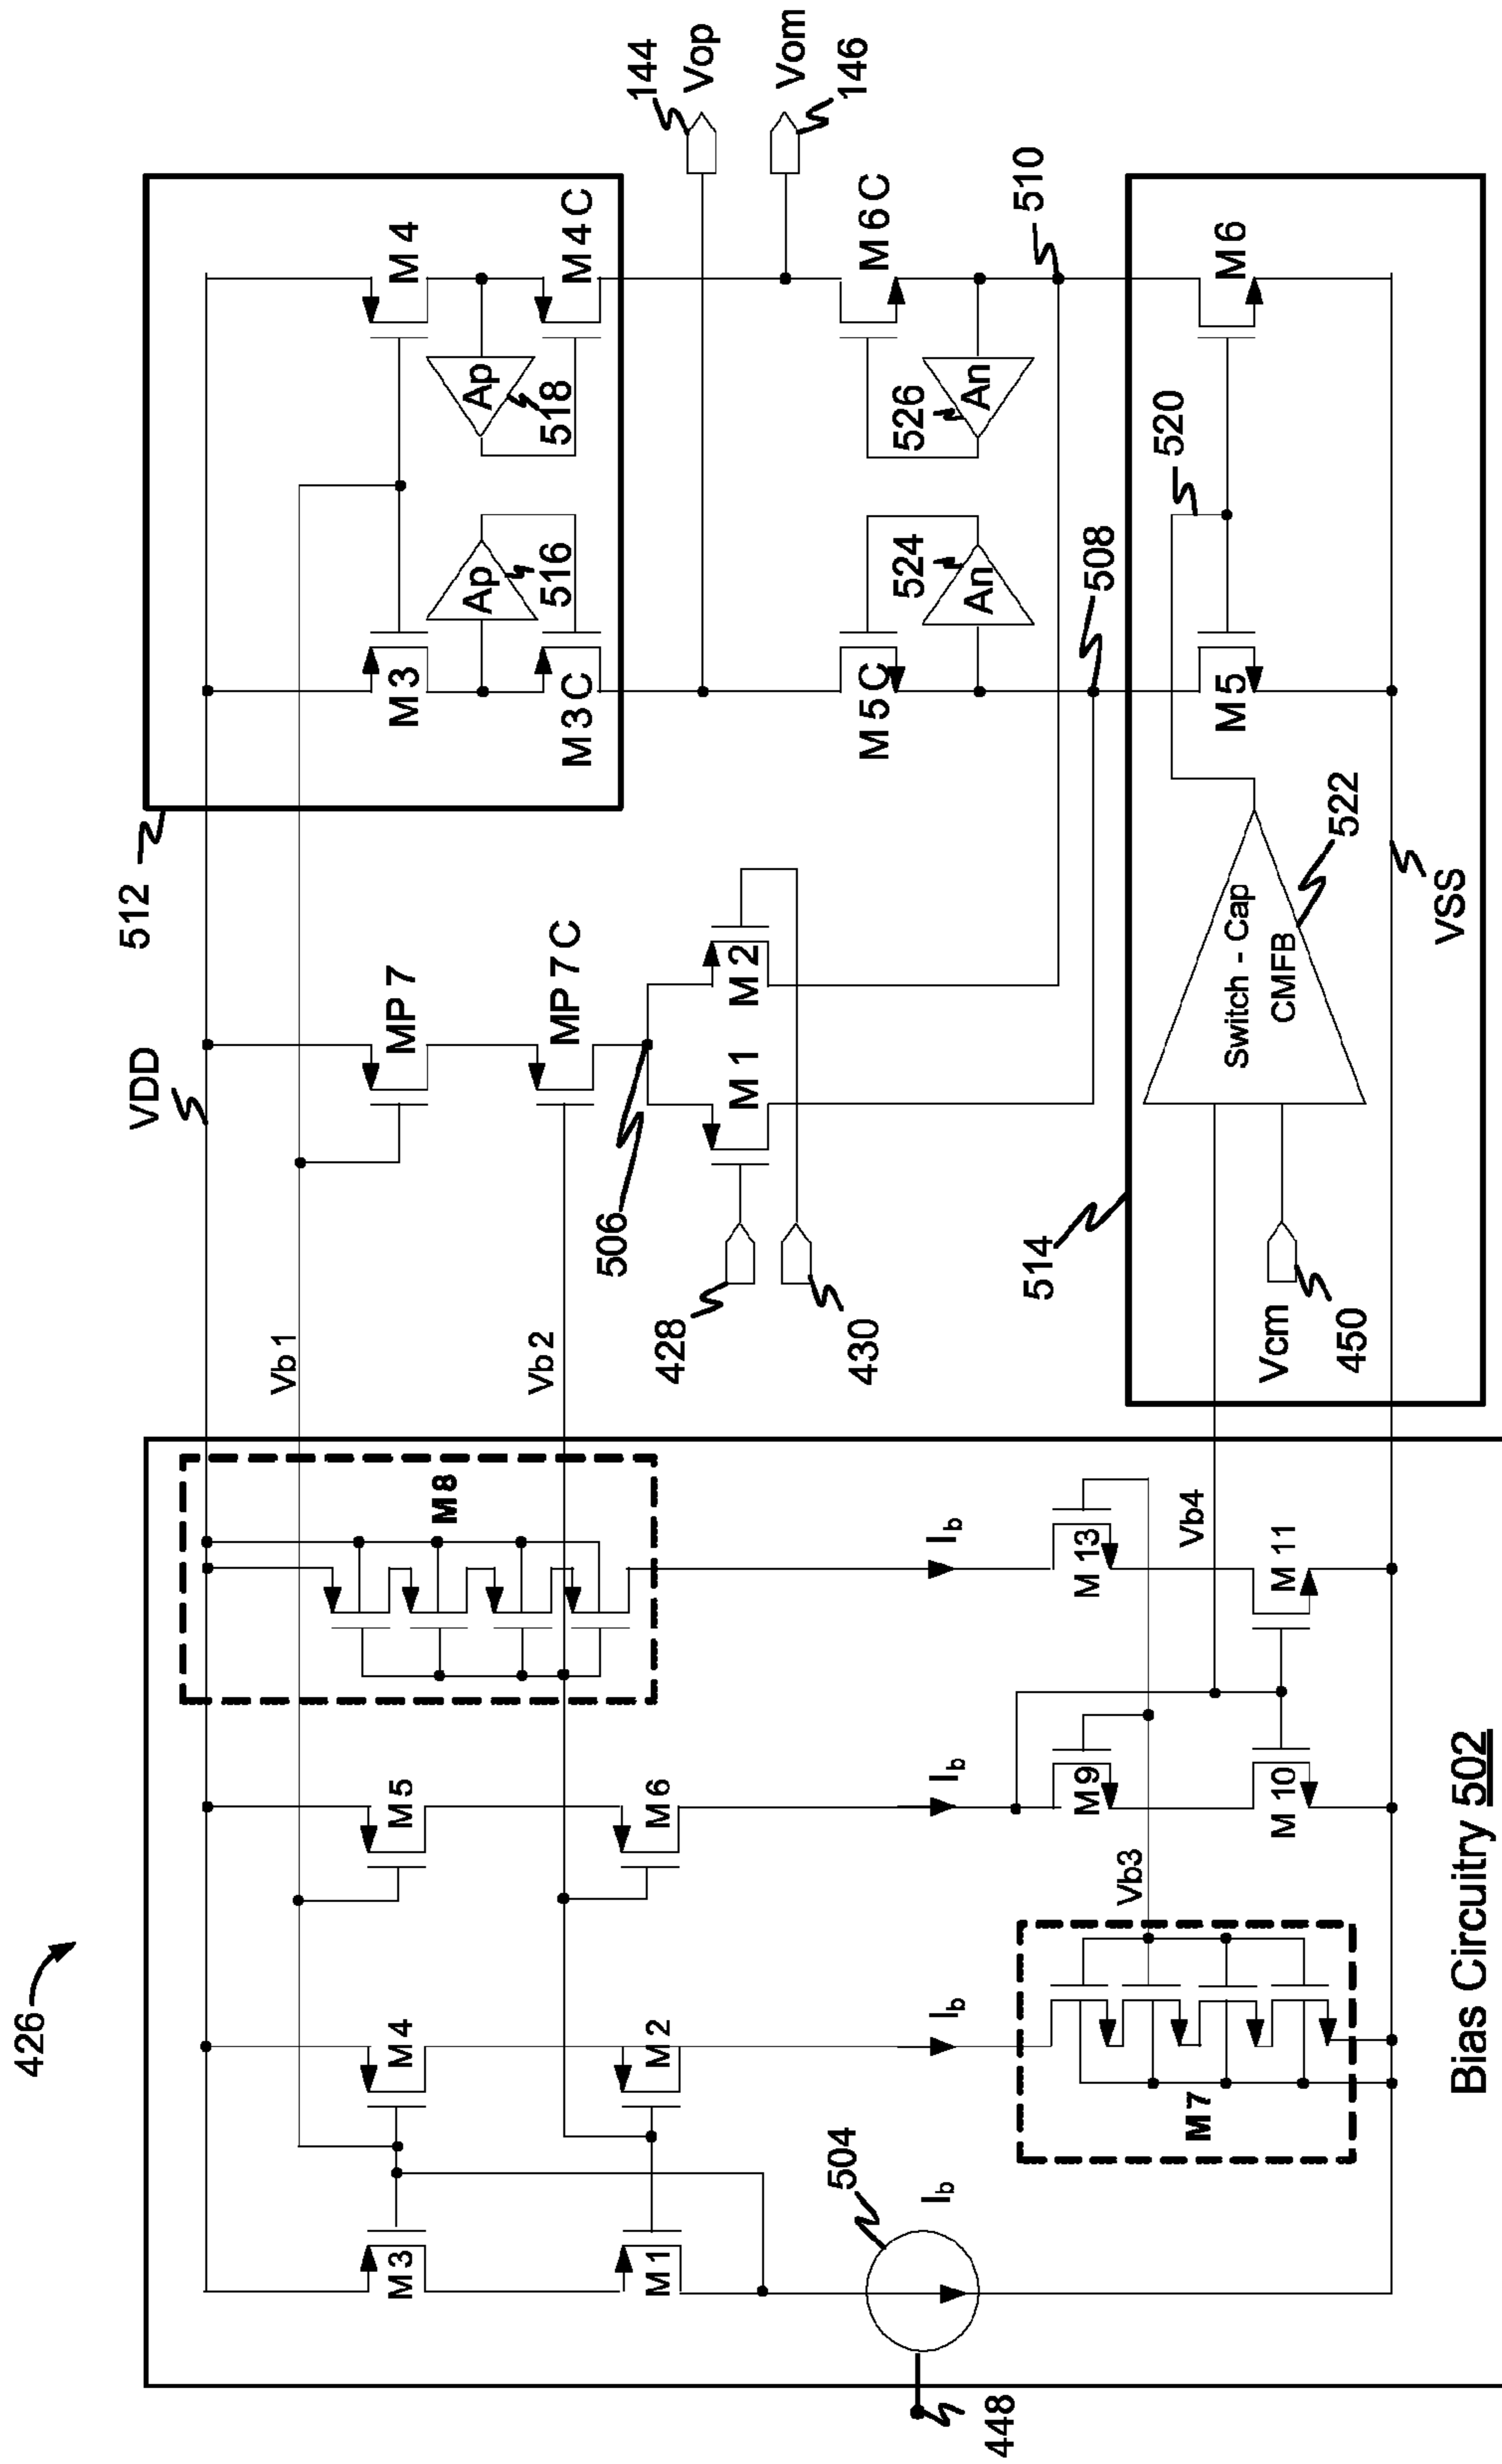 426
VDD
512
M3
M4
Ap
516
Ap
518
M3C
M4C
144
Vop
Vom
146
MP7
MP7C
506
M1
M2
428
430
M5C
524
An
526
An
M6C
508
510
514
520
M5
M6
Switch - Cap
CMFB
522
Vcm
450
VSS
Vb1
Vb2
M8
M3
M4
M5
M1
M2
M6
504
Ib
Ib
Ib
Ib
448
M7
Vb3
M9
M13
Vb4
M10
M11
Bias Circuitry 502